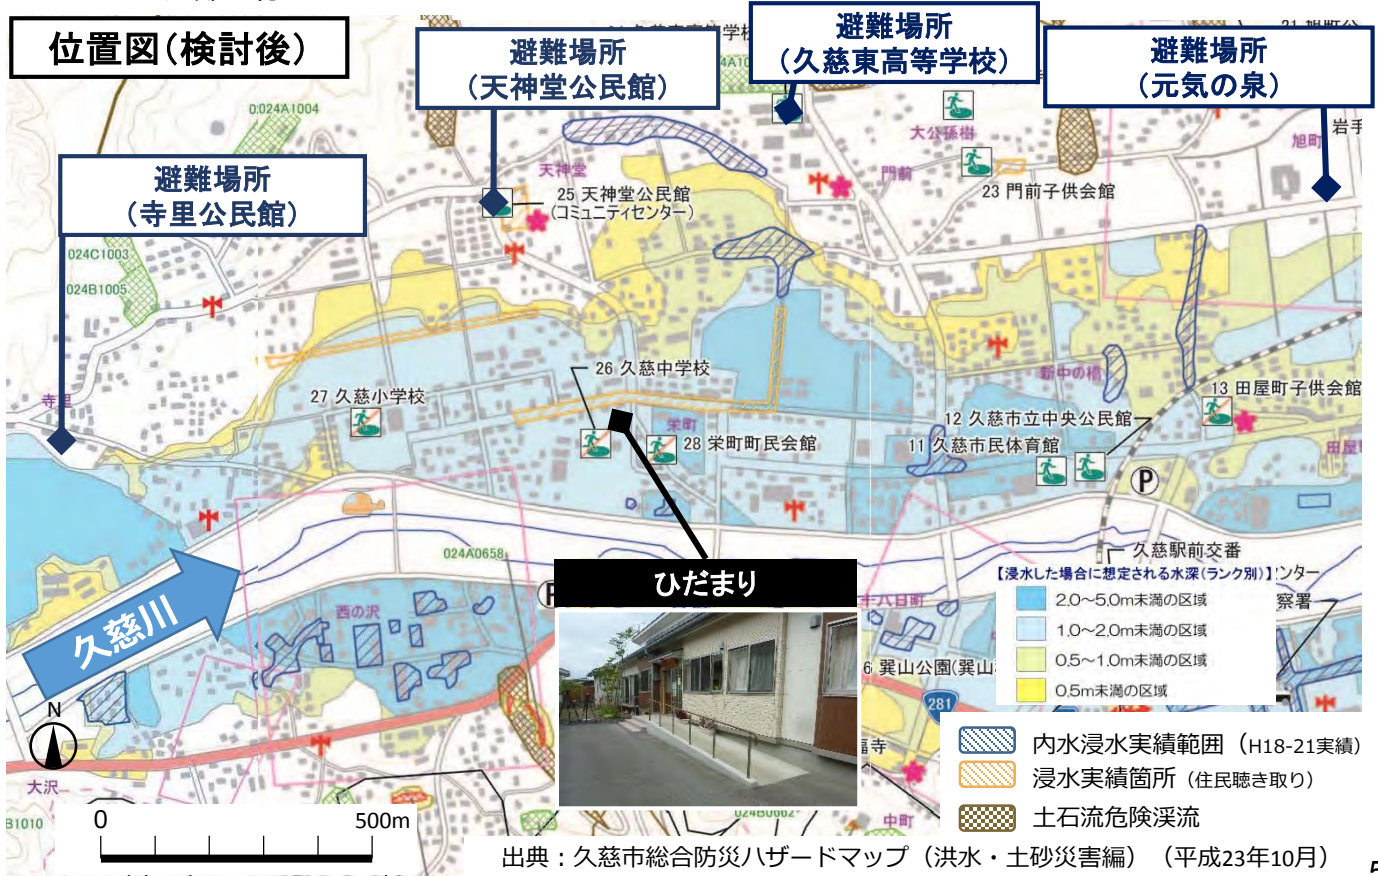 位置図(検討後)
避難場所
(天神堂公民館)
避難場所
(久慈東高等学校)
避難場所
(元気の泉)
避難場所
(寺里公民館)
024A1004
024C1003
024B1005
天神堂
25 天神堂公民館
(コミュニティセンター)
大公孫樹
門前
23 門前子供会館
旭町
岩手
寺里
27 久慈小学校
26 久慈中学校
栄町
28 栄町町民会館
新中の橋
12 久慈市立中央公民館
11 久慈市民体育館
13 田屋町子供会館
P
024A0658
久慈川
西の沢
ひだまり
久慈駅前交番
【浸水した場合に想定される水深(ランク別)】
2.0～5.0m未満の区域
1.0～2.0m未満の区域
0.5～1.0m未満の区域
0.5m未満の区域
ンター
察署
十八日町
巽山公園
281
N
大沢
B1010
中町
内水浸水実績範囲（H18-21実績）
浸水実績箇所（住民聴き取り）
土石流危険渓流
0
500m
出典：久慈市総合防災ハザードマップ（洪水・土砂災害編）（平成23年10月）